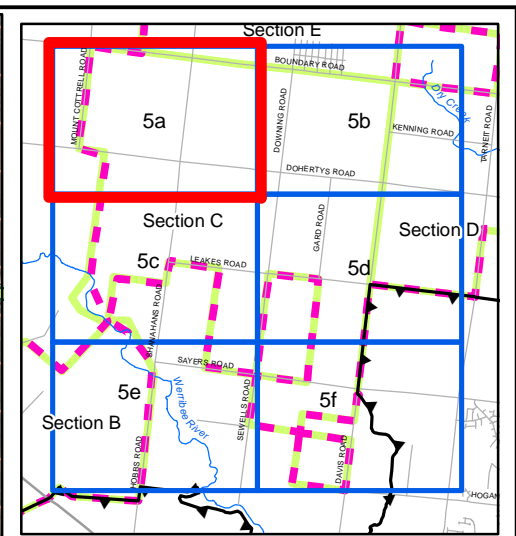 Section E
BOUNDARY ROAD
MOUNT COTTRELL ROAD
5a
DOWNING ROAD
5b
Dry Creek
KENNING ROAD
TARNEIT ROAD
DOHERTYS ROAD
Section C
GARD ROAD
Section D
5c
LEAKES ROAD
5d
SHANAHANS ROAD
SAYERS ROAD
5e
Werribee River
SEWELLS ROAD
5f
Section B
HOBBS ROAD
DAVIS ROAD
HOGAN